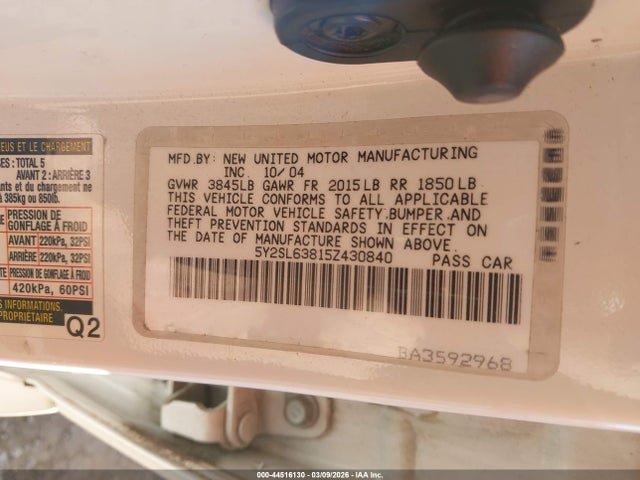 EUS ET LE CHARGEMENT
ES: TOTAL 5
AVANT 2: ARRIÈRE 3
nts et du chargement ne
à 385kg ou 850lb.
PRESSION DE
GONFLAGE À FROID
AVANT 220kPa, 32PSI
ARRIÈRE 220kPa, 32PSI
PRESSION DE GONFLAGE À FROID
420kPa, 60PSI
S INFORMATIONS
PROPRIÉTAIRE
Q2
MFD.BY: NEW UNITED MOTOR MANUFACTURING
INC. 10/04
GVWR 3845LB GAWR FR 2015LB RR 1850LB
THIS VEHICLE CONFORMS TO ALL APPLICABLE
FEDERAL MOTOR VEHICLE SAFETY,BUMPER,AND
THEFT PREVENTION STANDARDS IN EFFECT ON
THE DATE OF MANUFACTURE SHOWN ABOVE.
5Y2SL63815Z430840 PASS CAR
BA3592968
000-44516130 - 03/09/2026 - IAA Inc.